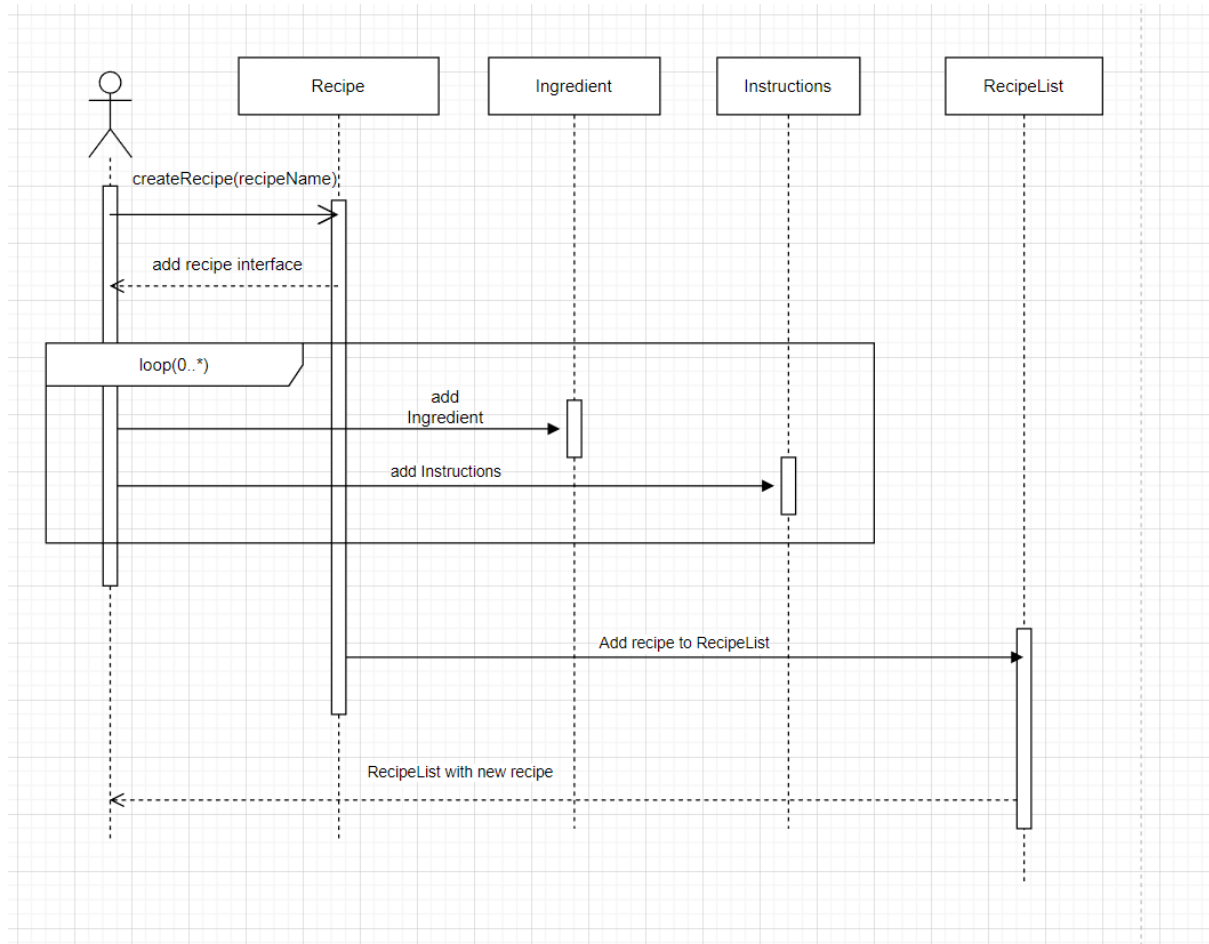 Recipe
Ingredient
Instructions
RecipeList
createRecipe(recipeName)
add recipe interface
loop(0..*)
add
Ingredient
add Instructions
Add recipe to RecipeList
RecipeList with new recipe